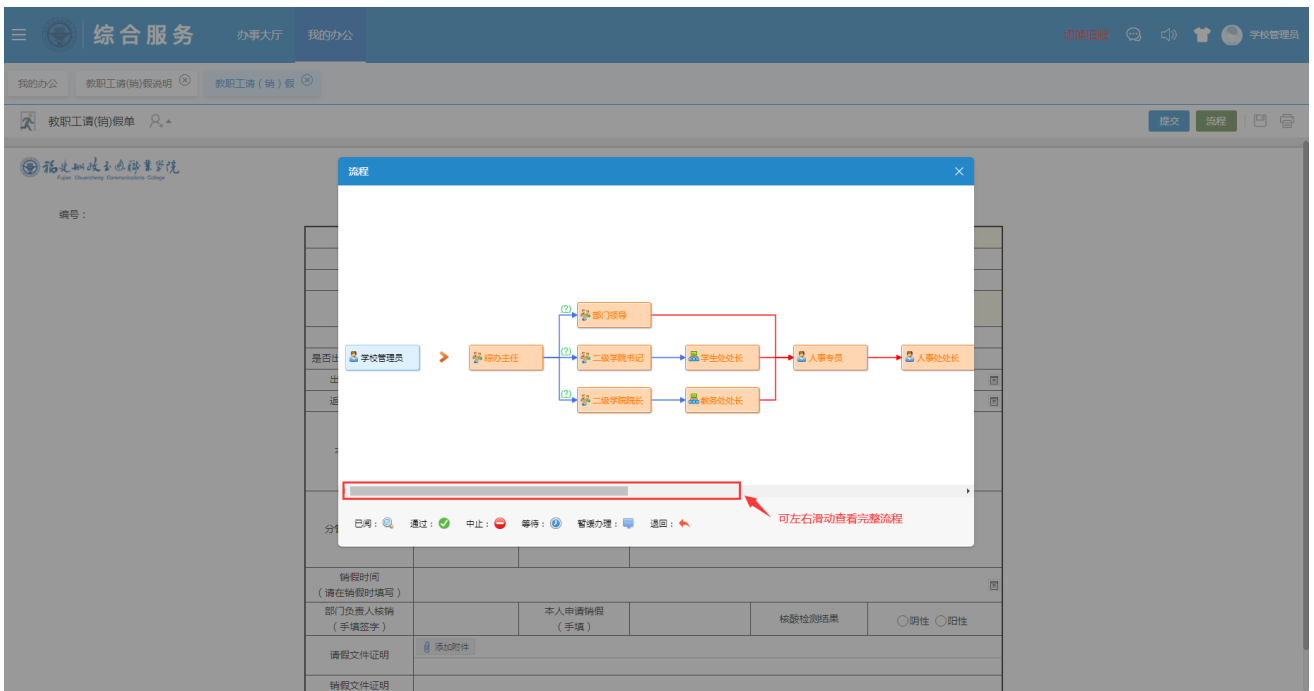 综合服务 办事大厅 我的办公 学校管理员
我的办公 教职工请(销)假说明 教职工请（销）假
教职工请(销)假单 提交 流程
流程
编号：
部门领导
(?)
是否出
学校管理员 综办主任 (?) 二级学院书记 学生处处长 人事专员 人事处处长
出
返
(?) 二级学院院长 教务处处长
分管
可左右滑动查看完整流程
已阅： 通过： 中止： 等待： 暂缓办理： 退回：
销假时间
（请在销假时填写）
部门负责人核销
（手填签字）
本人申请销假
（手填）
核酸检测结果 阴性 阳性
请假文件证明 添加附件
销假文件证明